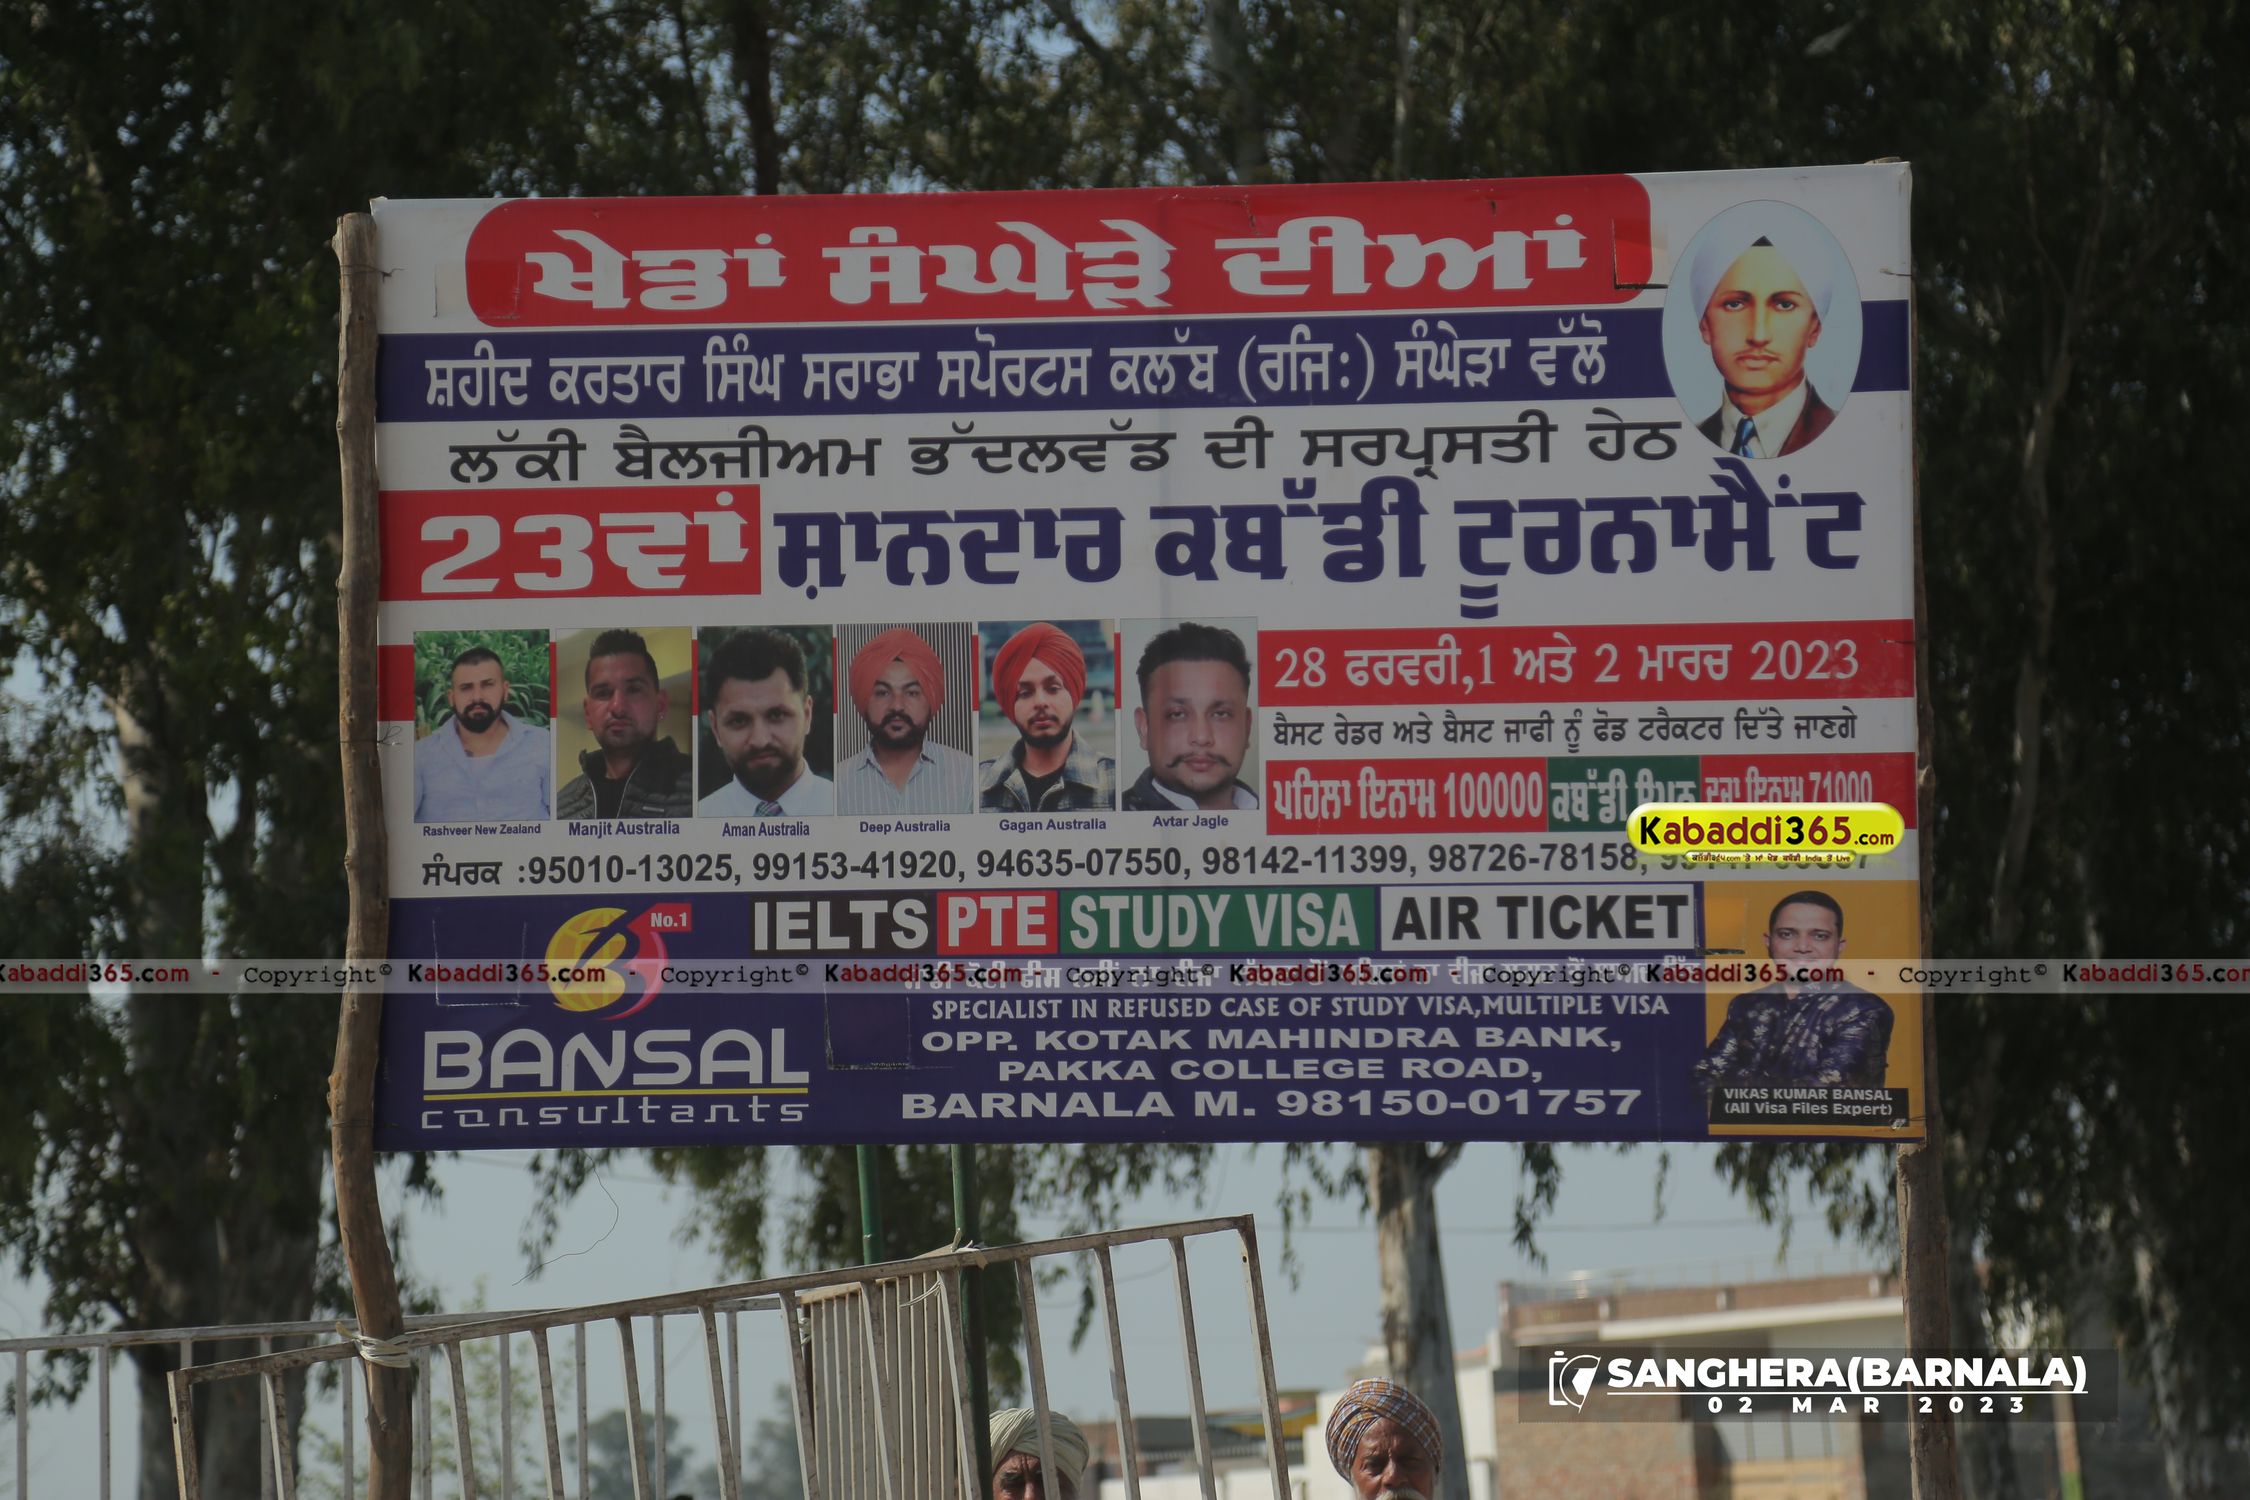 ਖੇਡਾਂ ਸੰਘੇੜੇ ਦੀਆਂ
ਸ਼ਹੀਦ ਕਰਤਾਰ ਸਿੰਘ ਸਰਾਭਾ ਸਪੋਰਟਸ ਕਲੱਬ (ਰਜਿ:) ਸੰਘੇੜਾ ਵੱਲੋ
ਲੱਕੀ ਬੈਲਜੀਅਮ ਭੱਦਲਵੱਡ ਦੀ ਸਰਪ੍ਰਸਤੀ ਹੇਠ
23ਵਾਂ ਸ਼ਾਨਦਾਰ ਕਬੱਡੀ ਟੂਰਨਾਮੈਂਟ
28 ਫਰਵਰੀ,1 ਅਤੇ 2 ਮਾਰਚ 2023
ਬੈਸਟ ਰੇਡਰ ਅਤੇ ਬੈਸਟ ਜਾਫੀ ਨੂੰ ਫੋਡ ਟਰੈਕਟਰ ਦਿੱਤੇ ਜਾਣਗੇ
ਪਹਿਲਾ ਇਨਾਮ 100000 ਕਬੱਡੀ ਓਪਨ ਦੂਜਾ ਇਨਾਮ 71000
Rashveer New Zealand Manjit Australia Aman Australia Deep Australia Gagan Australia Avtar Jagle
Kabaddi365.com
ਸੰਪਰਕ :95010-13025, 99153-41920, 94635-07550, 98142-11399, 98726-78158,
No.1
IELTS PTE STUDY VISA AIR TICKET
Kabaddi365.com - Copyright© Kabaddi365.com - Copyright© Kabaddi365.com - Copyright© Kabaddi365.com - Copyright© Kabaddi365.com - Copyright© Kabaddi365.com
SPECIALIST IN REFUSED CASE OF STUDY VISA,MULTIPLE VISA
BANSAL
consultants
OPP. KOTAK MAHINDRA BANK,
PAKKA COLLEGE ROAD,
BARNALA M. 98150-01757
VIKAS KUMAR BANSAL
(All Visa Files Expert)
SANGHERA(BARNALA)
02 MAR 2023